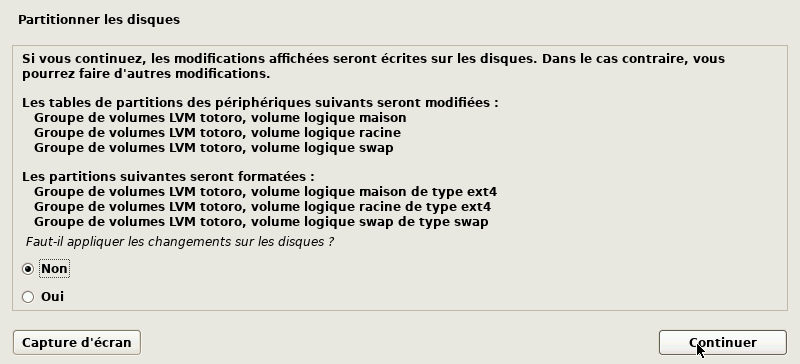 Partitionner les disques
Si vous continuez, les modifications affichées seront écrites sur les disques. Dans le cas contraire, vous
pourrez faire d'autres modifications.
Les tables de partitions des périphériques suivants seront modifiées :
Groupe de volumes LVM totoro, volume logique maison
Groupe de volumes LVM totoro, volume logique racine
Groupe de volumes LVM totoro, volume logique swap
Les partitions suivantes seront formatées :
Groupe de volumes LVM totoro, volume logique maison de type ext4
Groupe de volumes LVM totoro, volume logique racine de type ext4
Groupe de volumes LVM totoro, volume logique swap de type swap
Faut-il appliquer les changements sur les disques ?
Non
Oui
Capture d'écran
Continuer